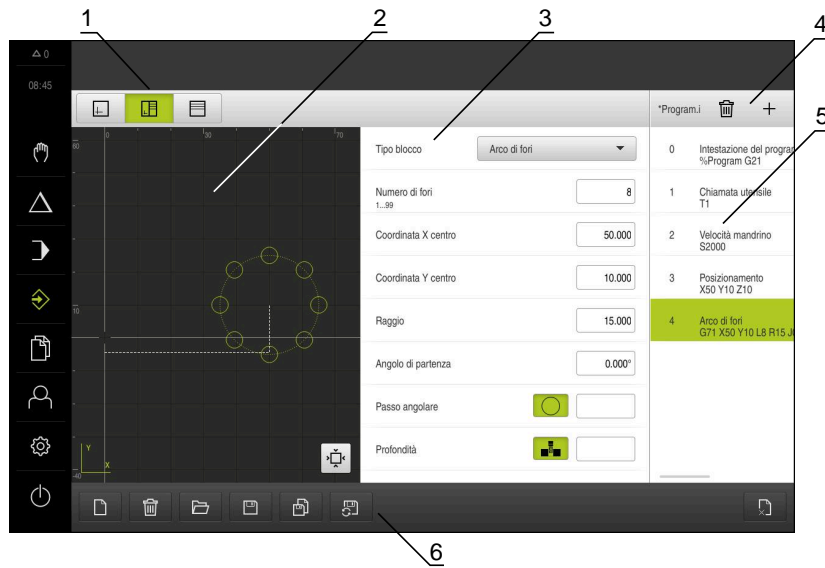 1
2
3
4
0
08:45
*Program.i
5
0
30
70
60
10
-40
Y
X
Tipo blocco
Arco di fori
Numero di fori
1...99
8
Coordinata X centro
50.000
Coordinata Y centro
10.000
Raggio
15.000
Angolo di partenza
0.000°
Passo angolare
Profondità
0
Intestazione del progra
%Program G21
1
Chiamata utensile
T1
2
Velocità mandrino
S2000
3
Posizionamento
X50 Y10 Z10
4
Arco di fori
G71 X50 Y10 L8 R15
6